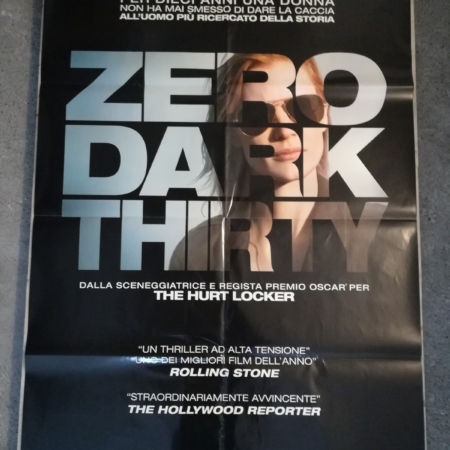 PER DIECI ANNI UNA DONNA
NON HA MAI SMESSO DI DARE LA CACCIA
ALL'UOMO PIÙ RICERCATO DELLA STORIA
ZERO
DARK
THIRTY
DALLA SCENEGGIATRICE E REGISTA PREMIO OSCAR® PER
THE HURT LOCKER
"UN THRILLER AD ALTA TENSIONE"
"UNO DEI MIGLIORI FILM DELL'ANNO"
ROLLING STONE
"STRAORDINARIAMENTE AVVINCENTE"
THE HOLLYWOOD REPORTER